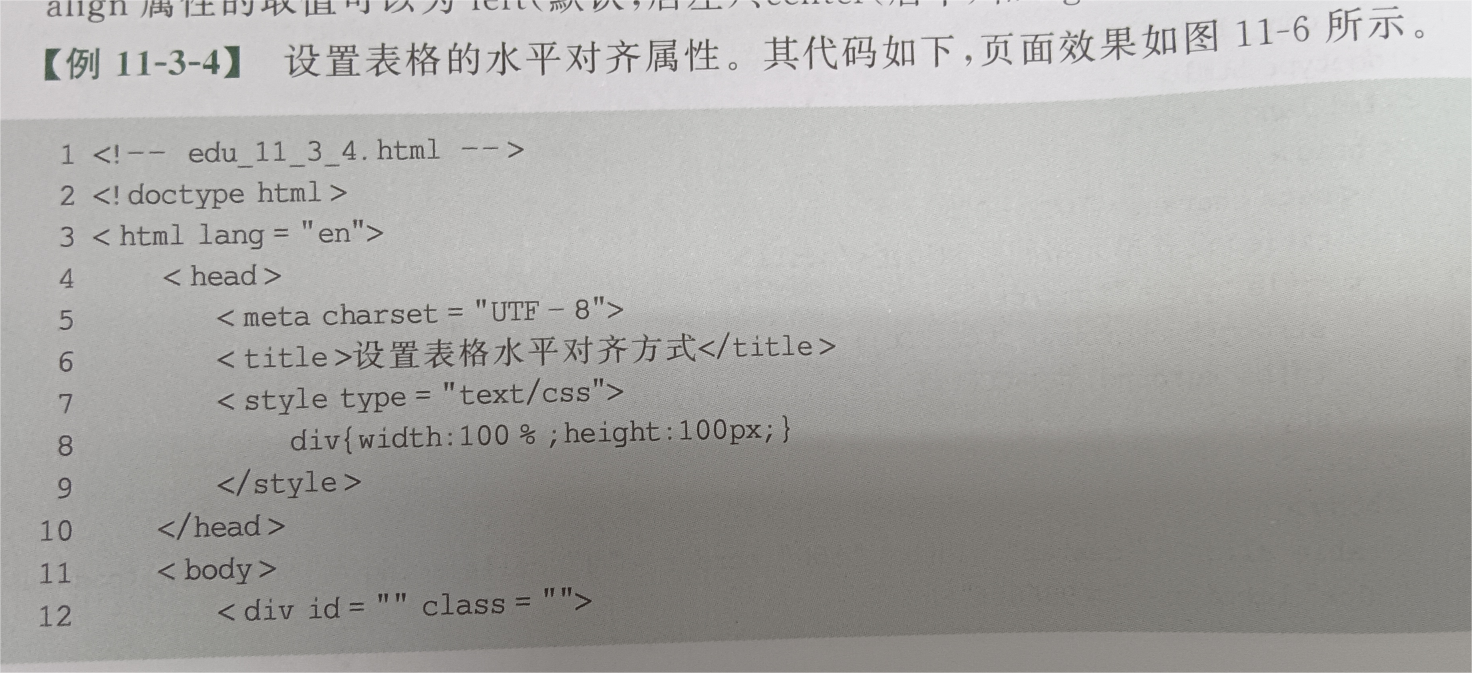 align 属性的取值可以为 left(默认,居左)、center(居中)
【例 11-3-4】 设置表格的水平对齐属性。其代码如下,页面效果如图 11-6 所示。
1 <!-- edu_11_3_4.html -->
2 <!doctype html>
3 <html lang = "en">
4 <head>
5 <meta charset = "UTF - 8">
6 <title>设置表格水平对齐方式</title>
7 <style type = "text/css">
8 div{width:100 % ;height:100px;}
9 </style>
10 </head>
11 <body>
12 <div id = "" class = "">